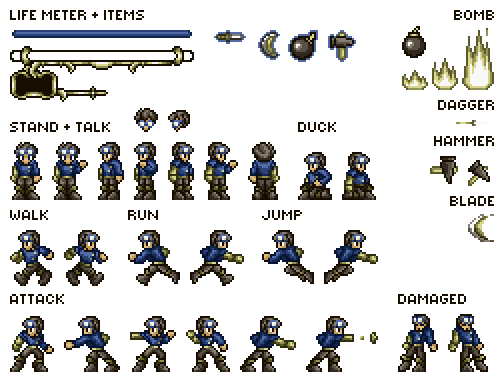 LIFE METER + ITEMS
BOMB
DAGGER
STAND + TALK
DUCK
HAMMER
BLADE
WALK
RUN
JUMP
ATTACK
DAMAGED